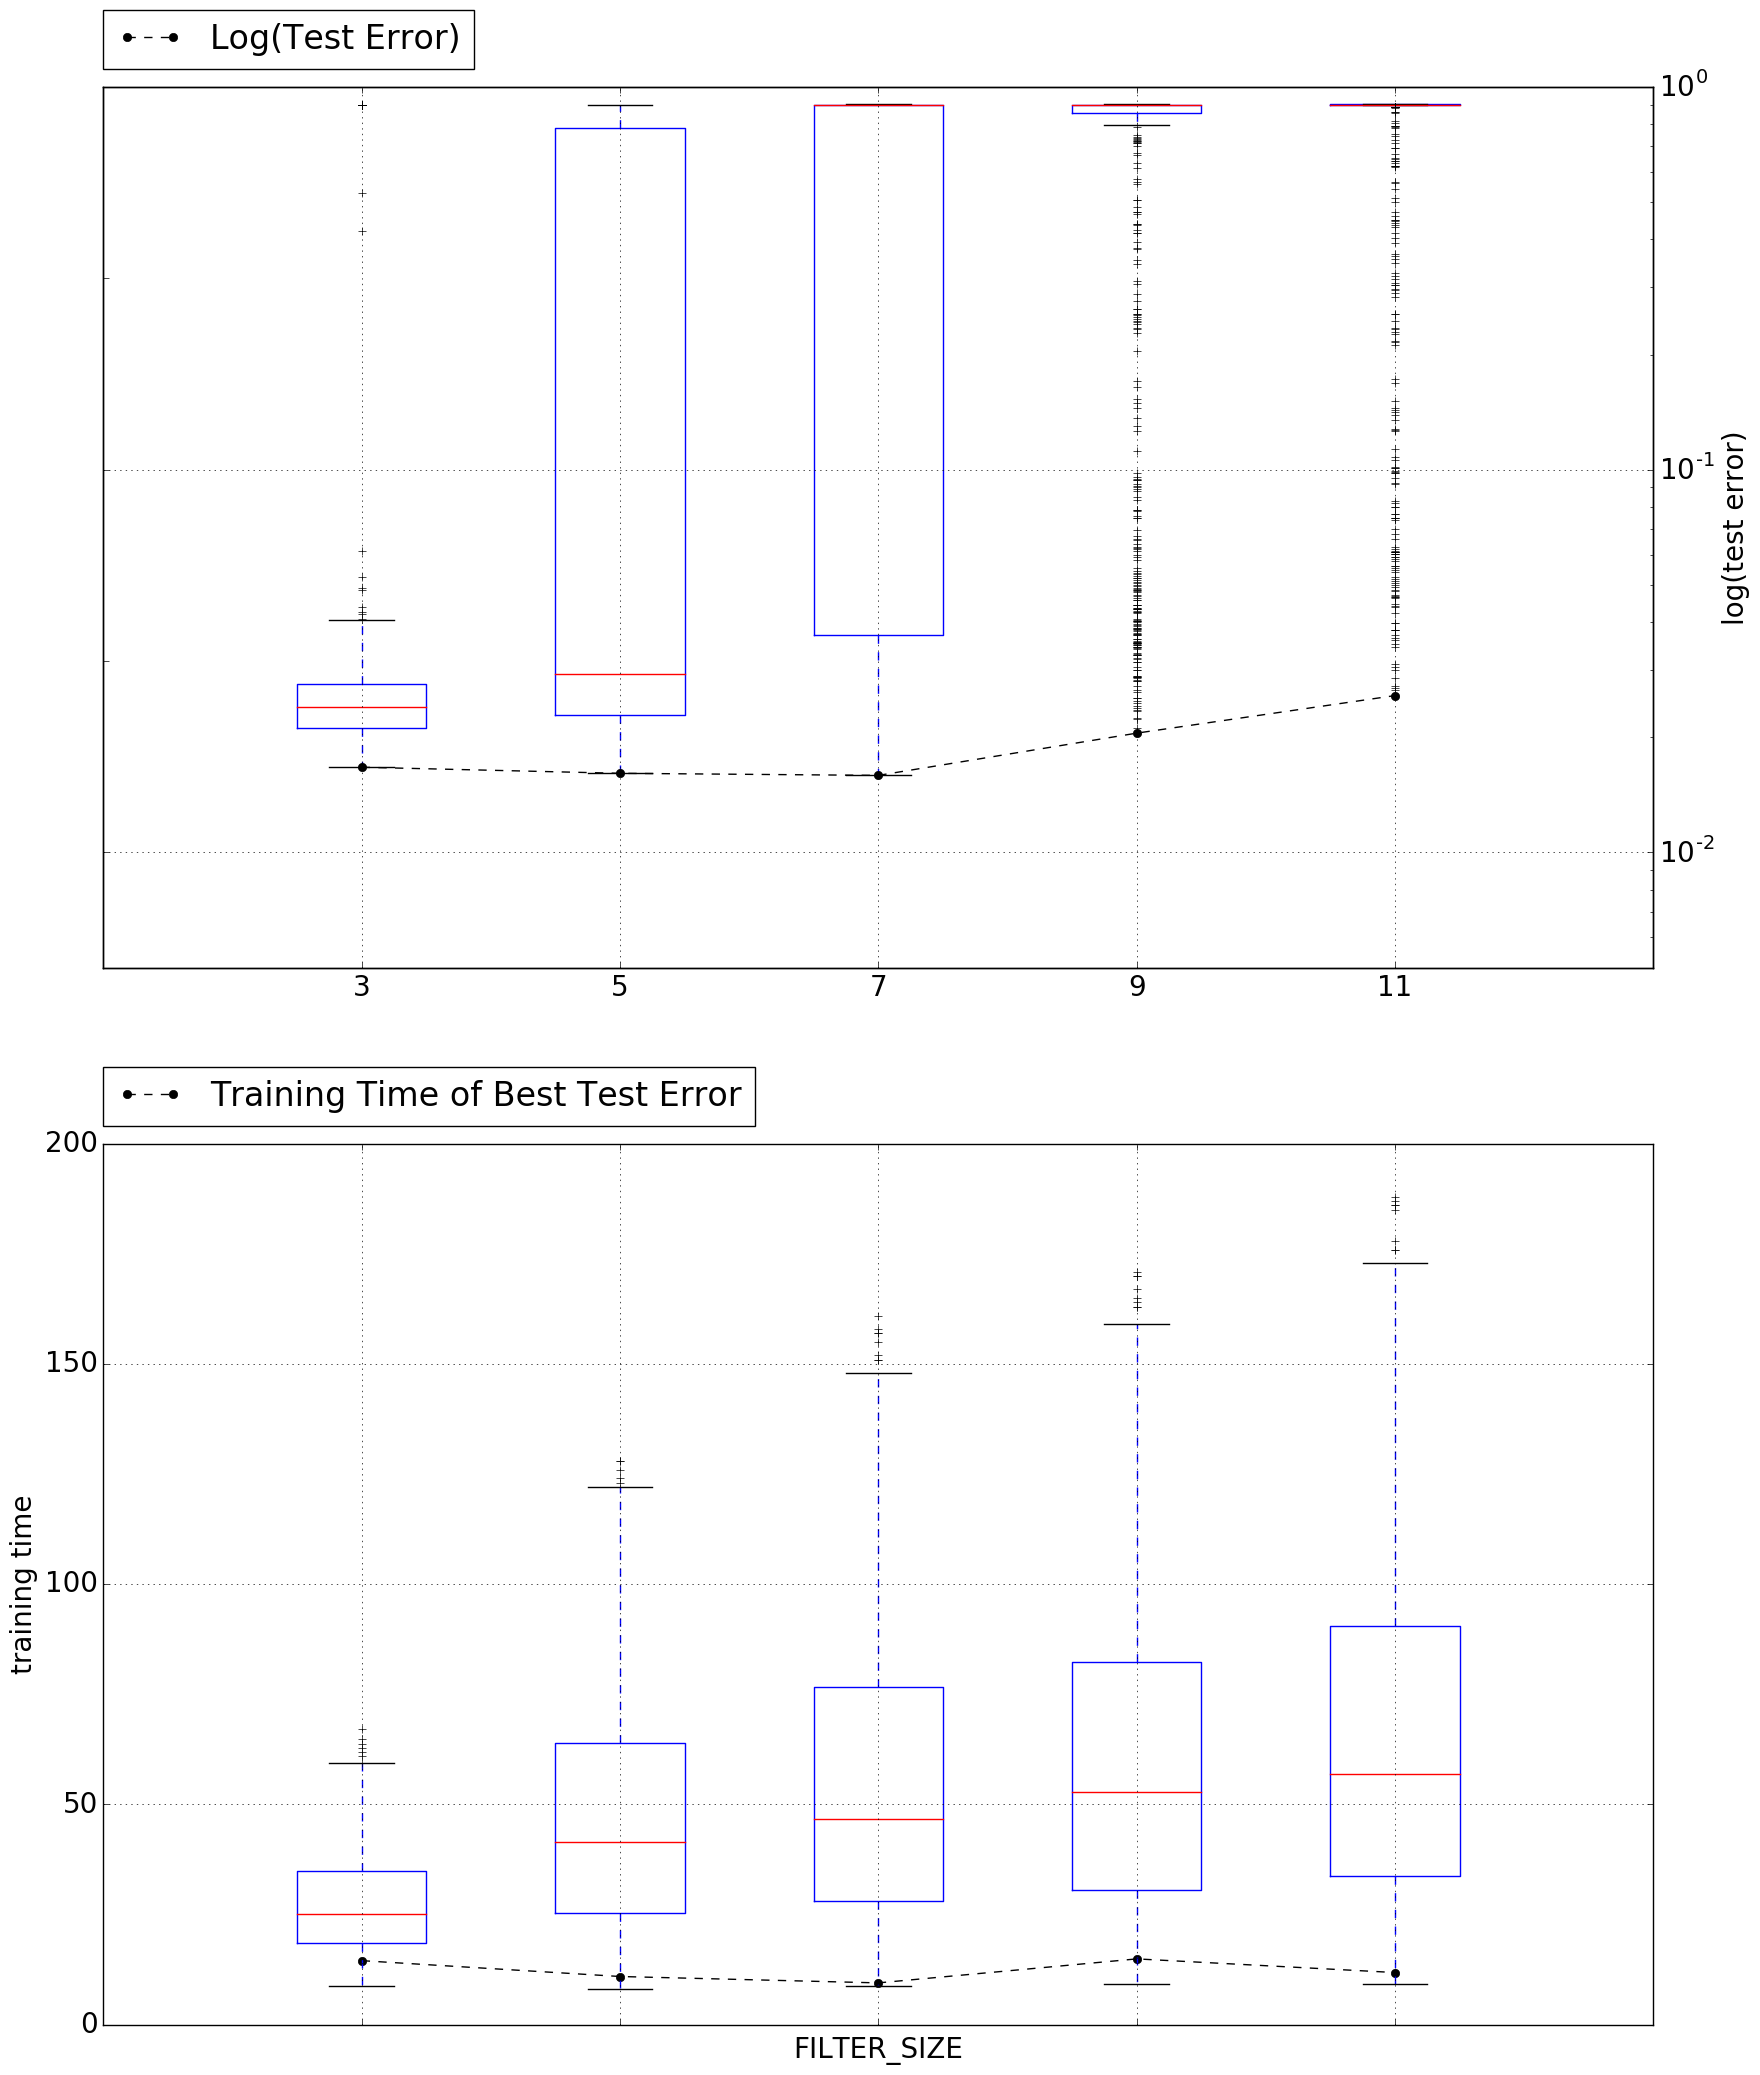 Log(Test Error)
10^0
10^-1
10^-2
log(test error)
3 5 7 9 11
Training Time of Best Test Error
200
150
100
50
0
training time
FILTER_SIZE